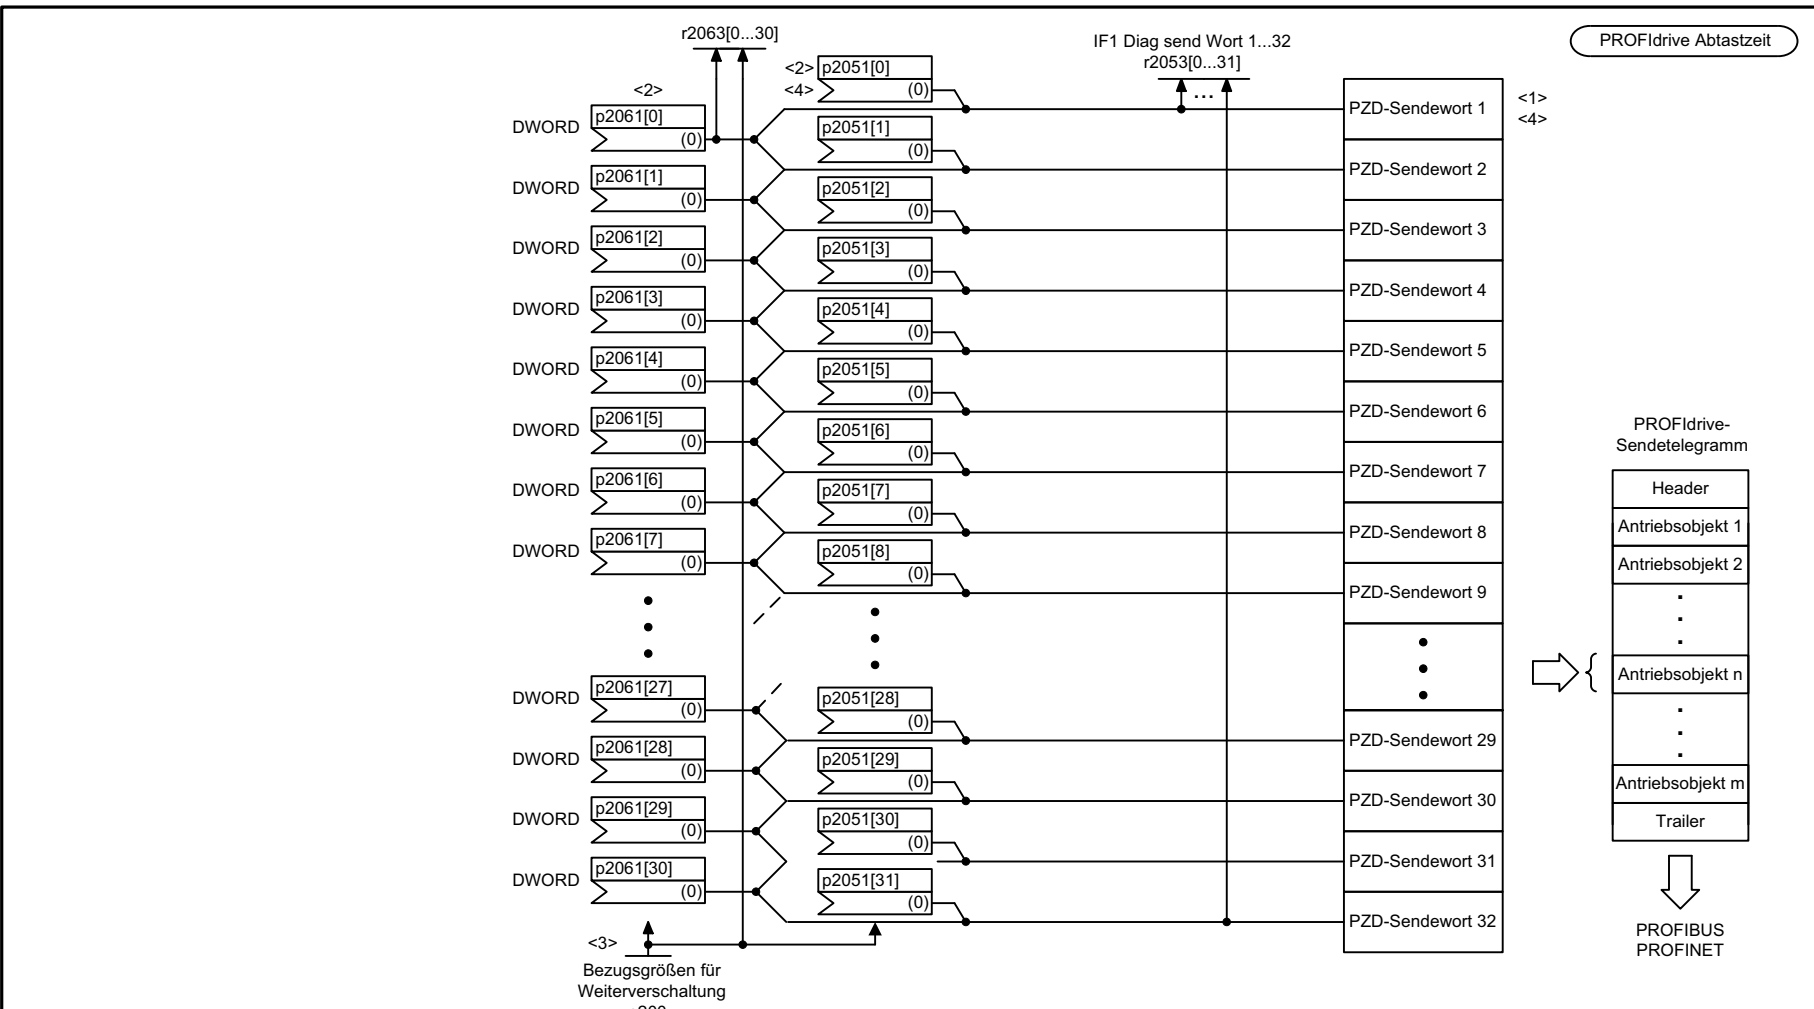 r2063[0...30]
IF1 Diag send Wort 1...32
r2053[0...31]
PROFIdrive Abtastzeit
<2>
<2>
<4>
...
<1>
<4>
DWORD
p2061[0]
(0)
DWORD
p2061[1]
(0)
DWORD
p2061[2]
(0)
DWORD
p2061[3]
(0)
DWORD
p2061[4]
(0)
DWORD
p2061[5]
(0)
DWORD
p2061[6]
(0)
DWORD
p2061[7]
(0)
DWORD
p2061[27]
(0)
DWORD
p2061[28]
(0)
DWORD
p2061[29]
(0)
DWORD
p2061[30]
(0)
<3>
Bezugsgrößen für
Weiterverschaltung
p2051[0]
(0)
p2051[1]
(0)
p2051[2]
(0)
p2051[3]
(0)
p2051[4]
(0)
p2051[5]
(0)
p2051[6]
(0)
p2051[7]
(0)
p2051[8]
(0)
p2051[28]
(0)
p2051[29]
(0)
p2051[30]
(0)
p2051[31]
(0)
PZD-Sendewort 1
PZD-Sendewort 2
PZD-Sendewort 3
PZD-Sendewort 4
PZD-Sendewort 5
PZD-Sendewort 6
PZD-Sendewort 7
PZD-Sendewort 8
PZD-Sendewort 9
PZD-Sendewort 29
PZD-Sendewort 30
PZD-Sendewort 31
PZD-Sendewort 32
PROFIdrive-
Sendetelegramm
Header
Antriebsobjekt 1
Antriebsobjekt 2
Antriebsobjekt n
Antriebsobjekt m
Trailer
PROFIBUS
PROFINET